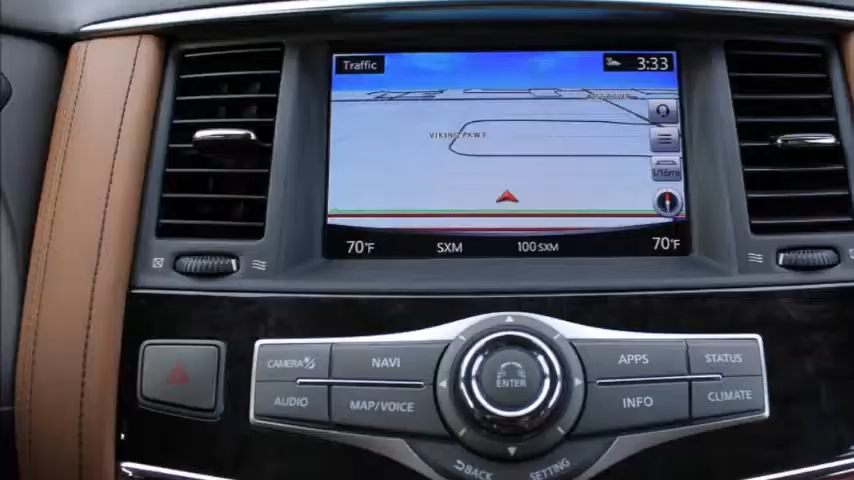 Traffic
3:33
VIKING PKWY
1/16mi
70°F
SXM
100 SXM
70°F
CAMERA
NAVI
APPS
STATUS
AUDIO
MAP/VOICE
ENTER
INFO
CLIMATE
BACK
SETTING